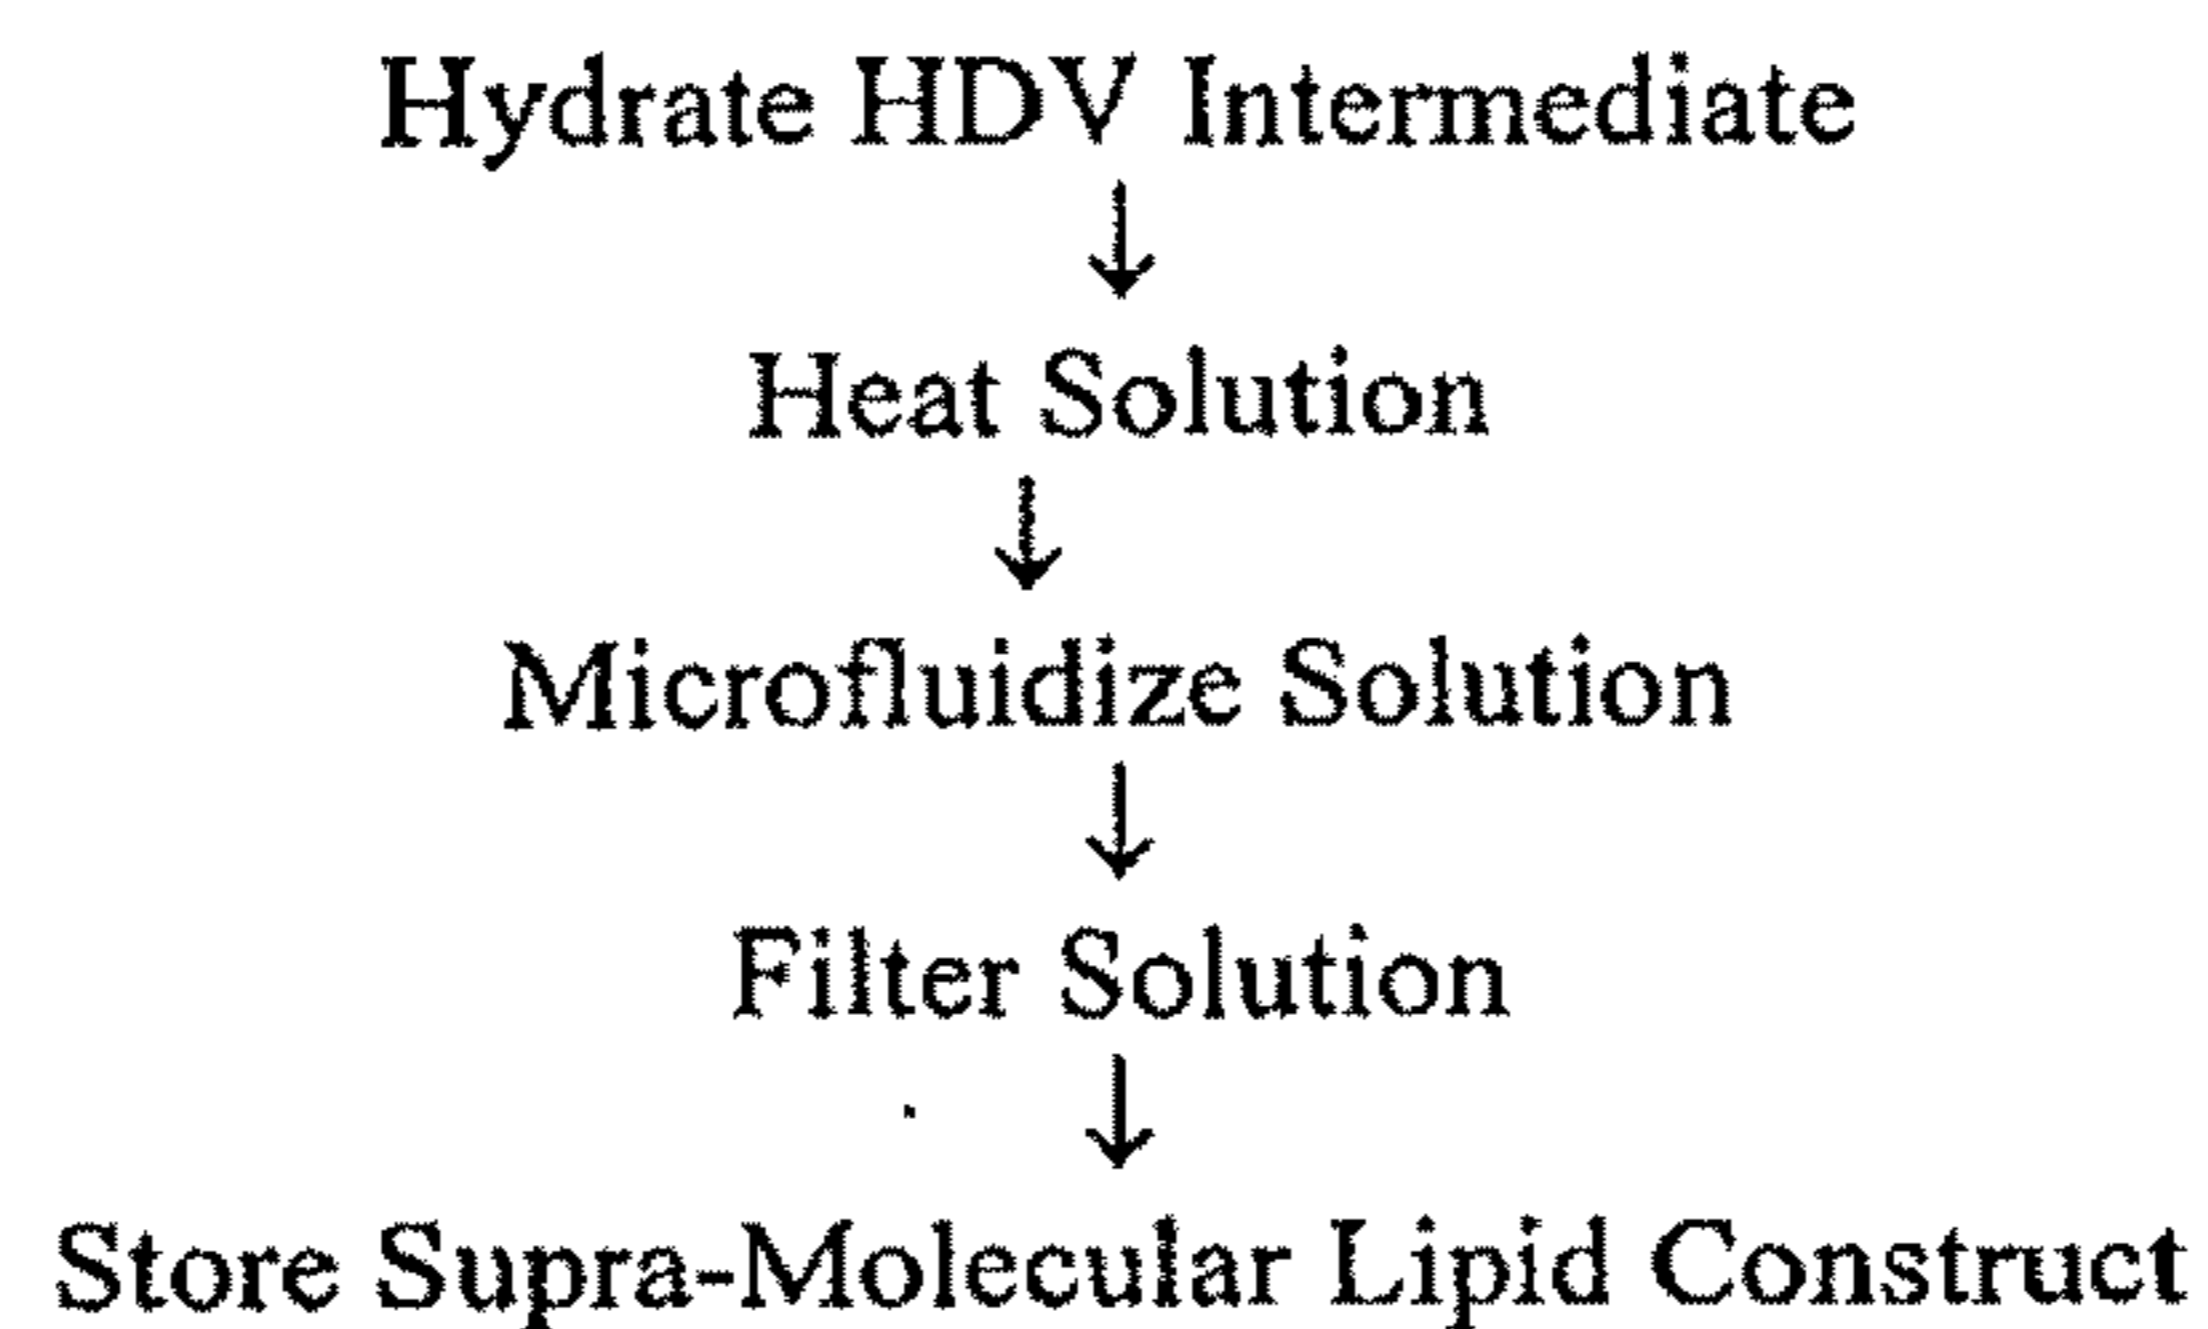 Hydrate HDV Intermediate
↓
Heat Solution
↓
Microfluidize Solution
↓
Filter Solution
↓
Store Supra-Molecular Lipid Construct